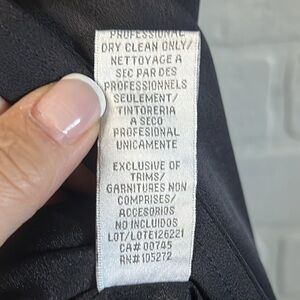 PROFESSIONAL
DRY CLEAN ONLY/
NETTOYAGE A
SEC PAR DES
PROFESSIONNELS
SEULEMENT/
TINTORERIA
A SECO
PROFESIONAL
UNICAMENTE
EXCLUSIVE OF
TRIMS/
GARNITURES NON
COMPRISES/
ACCESORIOS
NO INCLUIDOS
LOT/LOTE126221
CA#00745
RN#105272